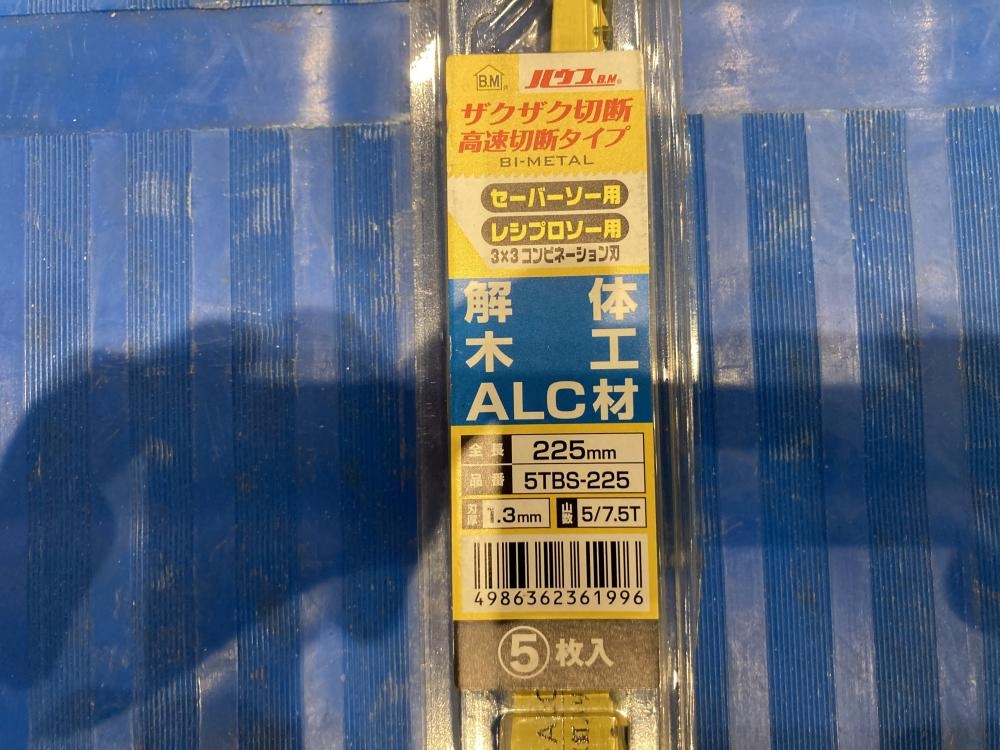 B.M
ハウスB.M®
ザクザク切断
高速切断タイプ
BI-METAL
セーバーソー用
レシプロソー用
3×3コンビネーション刃
解体
木工
ALC材
全長 225mm
品番 5TBS-225
刃厚 1.3mm 山数 5/7.5T
4986362361996
⑤枚入